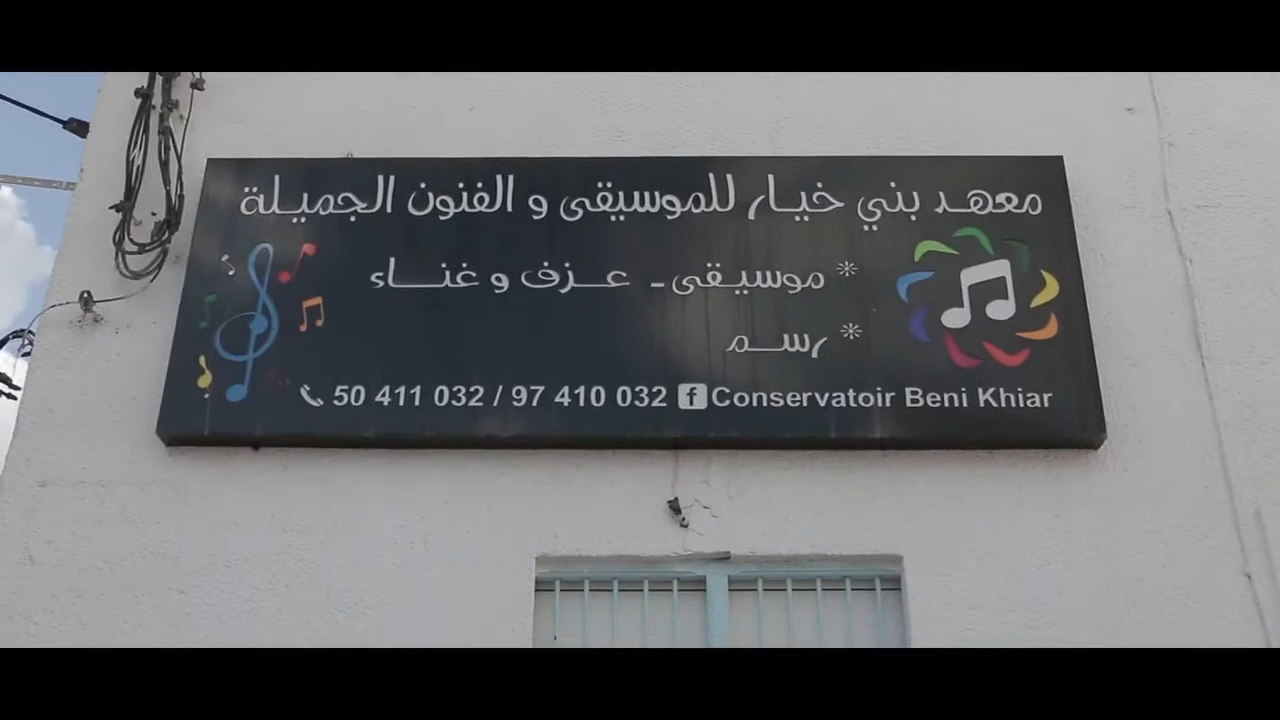 معهد بني خيار للموسيقى و الفنون الجميلة
* موسيقى - عزف و غناء
* رسم
50 411 032 / 97 410 032 f Conservatoir Beni Khiar